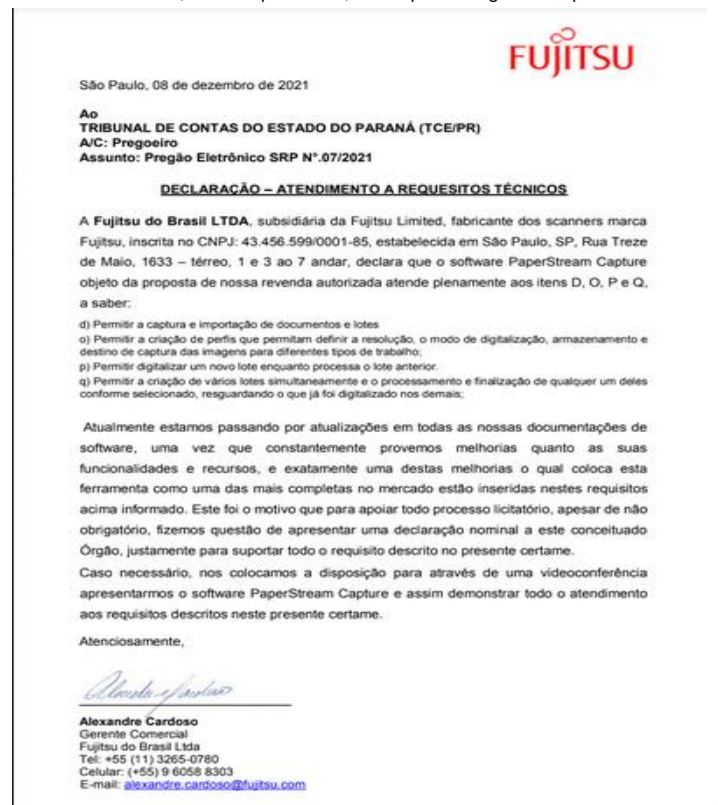 FUJITSU
São Paulo, 08 de dezembro de 2021
Ao
TRIBUNAL DE CONTAS DO ESTADO DO PARANÁ (TCE/PR)
A/C: Pregoeiro
Assunto: Pregão Eletrônico SRP N°.07/2021
DECLARAÇÃO – ATENDIMENTO A REQUESITOS TÉCNICOS
A Fujitsu do Brasil LTDA, subsidiária da Fujitsu Limited, fabricante dos scanners marca
Fujitsu, inscrita no CNPJ: 43.456.599/0001-85, estabelecida em São Paulo, SP, Rua Treze
de Maio, 1633 – térreo, 1 e 3 ao 7 andar, declara que o software PaperStream Capture
objeto da proposta de nossa revenda autorizada atende plenamente aos itens D, O, P e Q,
a saber:
d) Permitir a captura e importação de documentos e lotes
o) Permitir a criação de perfis que permitam definir a resolução, o modo de digitalização, armazenamento e
destino de captura das imagens para diferentes tipos de trabalho;
p) Permitir digitalizar um novo lote enquanto processa o lote anterior.
q) Permitir a criação de vários lotes simultaneamente e o processamento e finalização de qualquer um deles
conforme selecionado, resguardando o que já foi digitalizado nos demais;
Atualmente estamos passando por atualizações em todas as nossas documentações de
software, uma vez que constantemente provemos melhorias quanto as suas
funcionalidades e recursos, e exatamente uma destas melhorias o qual coloca esta
ferramenta como uma das mais completas no mercado estão inseridas nestes requisitos
acima informado. Este foi o motivo que para apoiar todo processo licitatório, apesar de não
obrigatório, fizemos questão de apresentar uma declaração nominal a este conceituado
Órgão, justamente para suportar todo o requisito descrito no presente certame.
Caso necessário, nos colocamos a disposição para através de uma videoconferência
apresentarmos o software PaperStream Capture e assim demonstrar todo o atendimento
aos requisitos descritos neste presente certame.
Atenciosamente,
Alexandre Cardoso
Gerente Comercial
Fujitsu do Brasil Ltda
Tel: +55 (11) 3265-0780
Celular: (+55) 9 6058 8303
E-mail: alexandre.cardoso@fujitsu.com